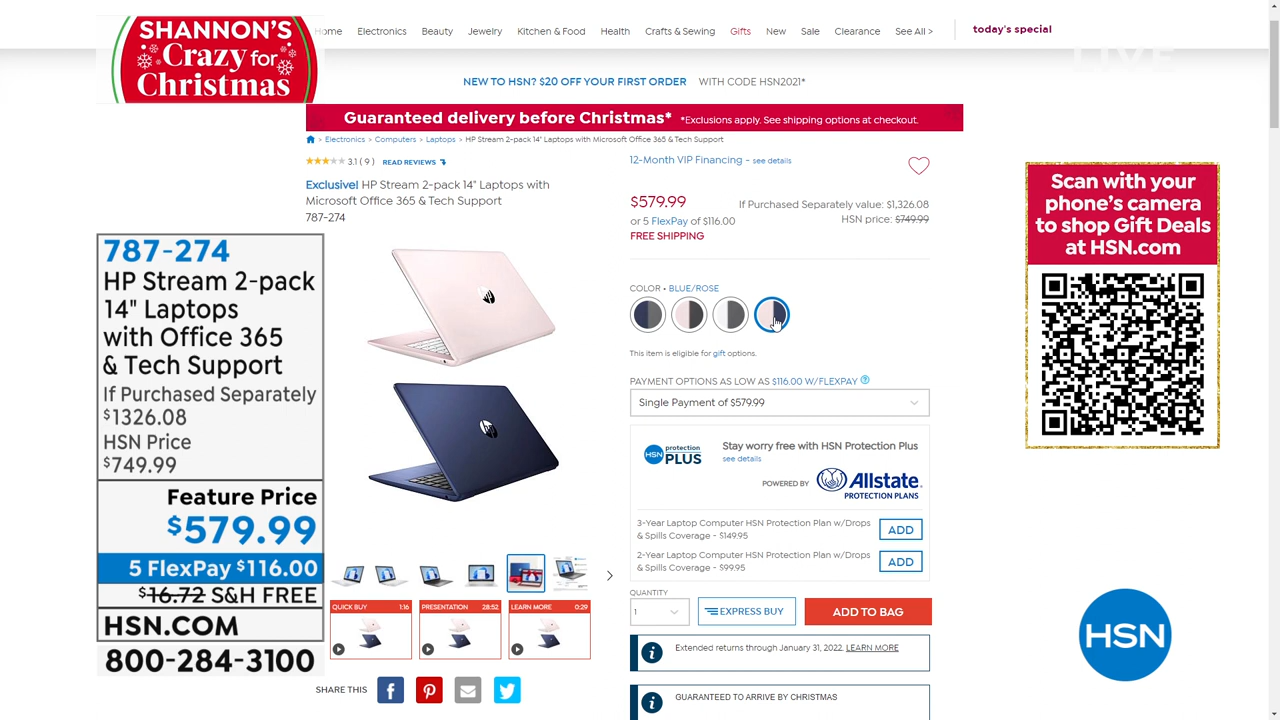 SHANNON'S
Crazy for
Christmas
Home Electronics Beauty Jewelry Kitchen & Food Health Crafts & Sewing Gifts New Sale Clearance See All >
today's special
LIVE
NEW TO HSN? $20 OFF YOUR FIRST ORDER WITH CODE HSN2021*
Guaranteed delivery before Christmas* *Exclusions apply. See shipping options at checkout.
> Electronics > Computers > Laptops > HP Stream 2-pack 14" Laptops with Microsoft Office 365 & Tech Support
3.1 ( 9 ) READ REVIEWS
Exclusive! HP Stream 2-pack 14" Laptops with
Microsoft Office 365 & Tech Support
787-274
12-Month VIP Financing - see details
$579.99
If Purchased Separately value: $1,326.08
or 5 FlexPay of $116.00
HSN price: $749.99
FREE SHIPPING
COLOR • BLUE/ROSE
This item is eligible for gift options.
PAYMENT OPTIONS AS LOW AS $116.00 W/FLEXPAY ?
Single Payment of $579.99
HSN protection PLUS
Stay worry free with HSN Protection Plus
see details
POWERED BY Allstate
PROTECTION PLANS
3-Year Laptop Computer HSN Protection Plan w/Drops
& Spills Coverage - $149.95
ADD
2-Year Laptop Computer HSN Protection Plan w/Drops
& Spills Coverage - $99.95
ADD
QUANTITY
1
EXPRESS BUY
ADD TO BAG
Extended returns through January 31, 2022. LEARN MORE
GUARANTEED TO ARRIVE BY CHRISTMAS
hp
hp
QUICK BUY 1:16
PRESENTATION 28:52
LEARN MORE 0:29
SHARE THIS
787-274
HP Stream 2-pack
14" Laptops
with Office 365
& Tech Support
If Purchased Separately
$1326.08
HSN Price
$749.99
Feature Price
$579.99
5 FlexPay $116.00
$16.72 S&H FREE
HSN.COM
800-284-3100
Scan with your
phone's camera
to shop Gift Deals
at HSN.com
HSN